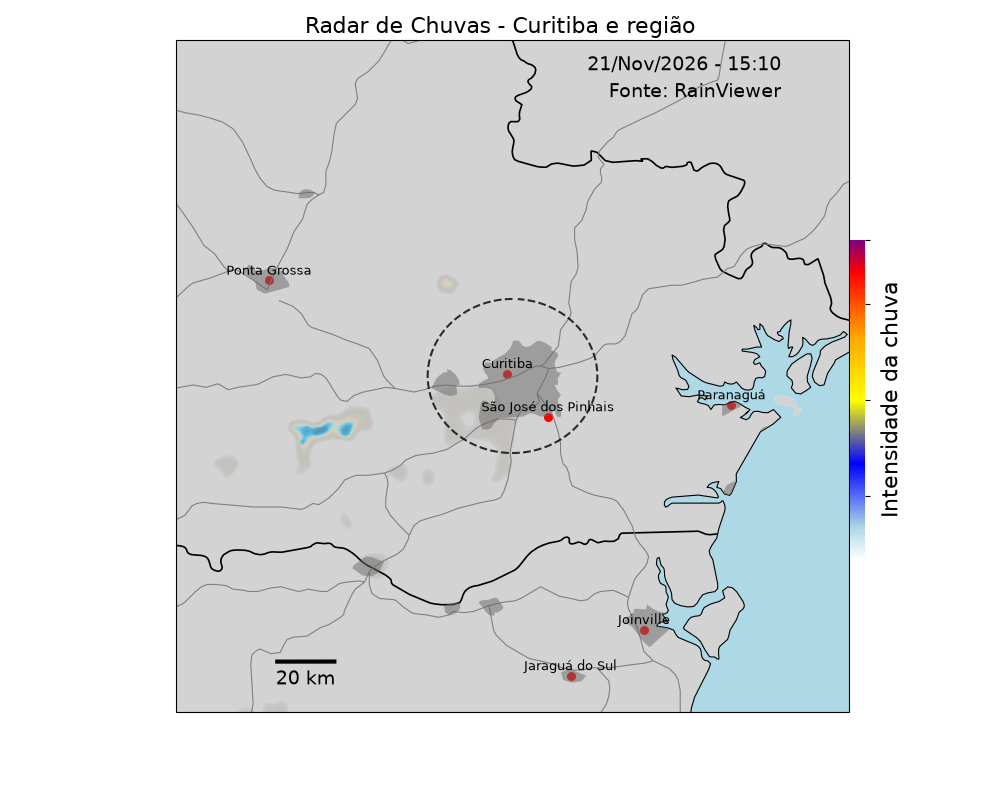 Radar de Chuvas - Curitiba e região
21/Nov/2026 - 15:10
Fonte: RainViewer
Ponta Grossa
Curitiba
Paranaguá
São José dos Pinhais
Intensidade da chuva
Joinville
Jaraguá do Sul
20 km